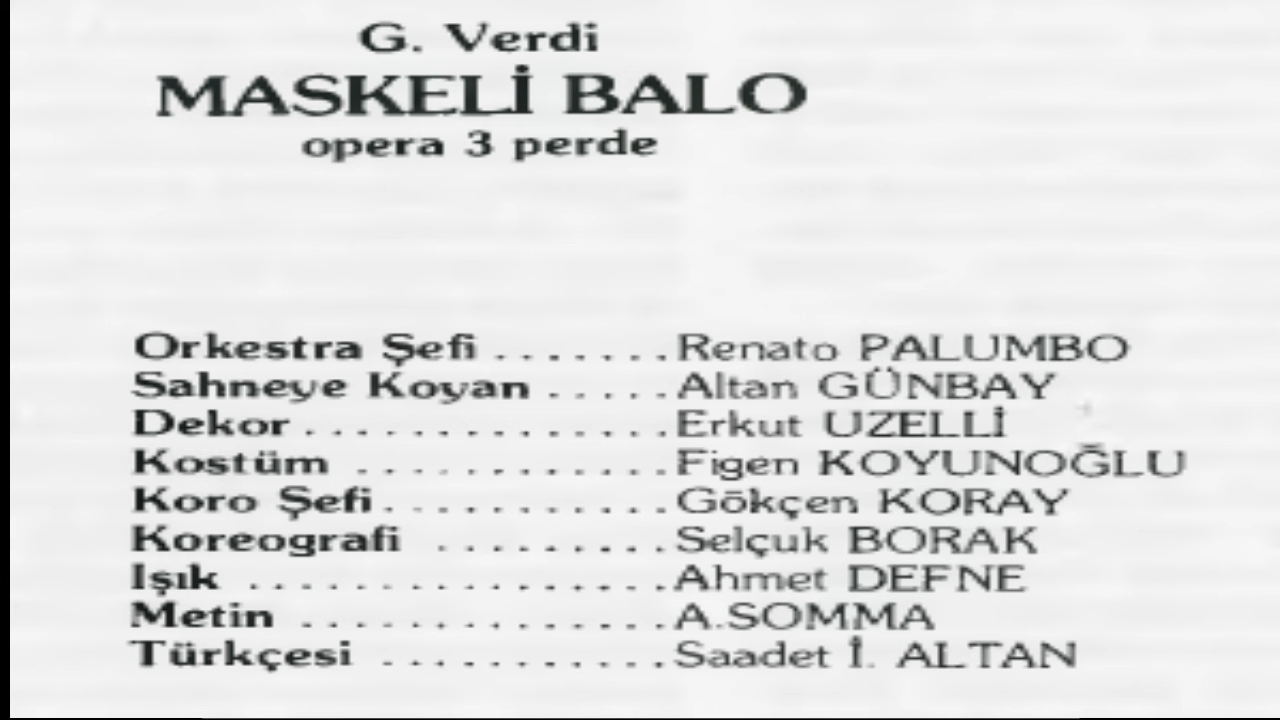 G. Verdi
MASKELİ BALO
opera 3 perde
Orkestra Şefi . . . . . . . Renato PALUMBO
Sahneye Koyan . . . . . Altan GÜNBAY
Dekor . . . . . . . . . . . . . . . Erkut UZELLİ
Kostüm . . . . . . . . . . . . . Figen KOYUNOĞLU
Koro Şefi . . . . . . . . . . . . Gökçen KORAY
Koreografi . . . . . . . . . Selçuk BORAK
Işık . . . . . . . . . . . . . . . . . Ahmet DEFNE
Metin . . . . . . . . . . . . . . . A.SOMMA
Türkçesi . . . . . . . . . . . . Saadet İ. ALTAN